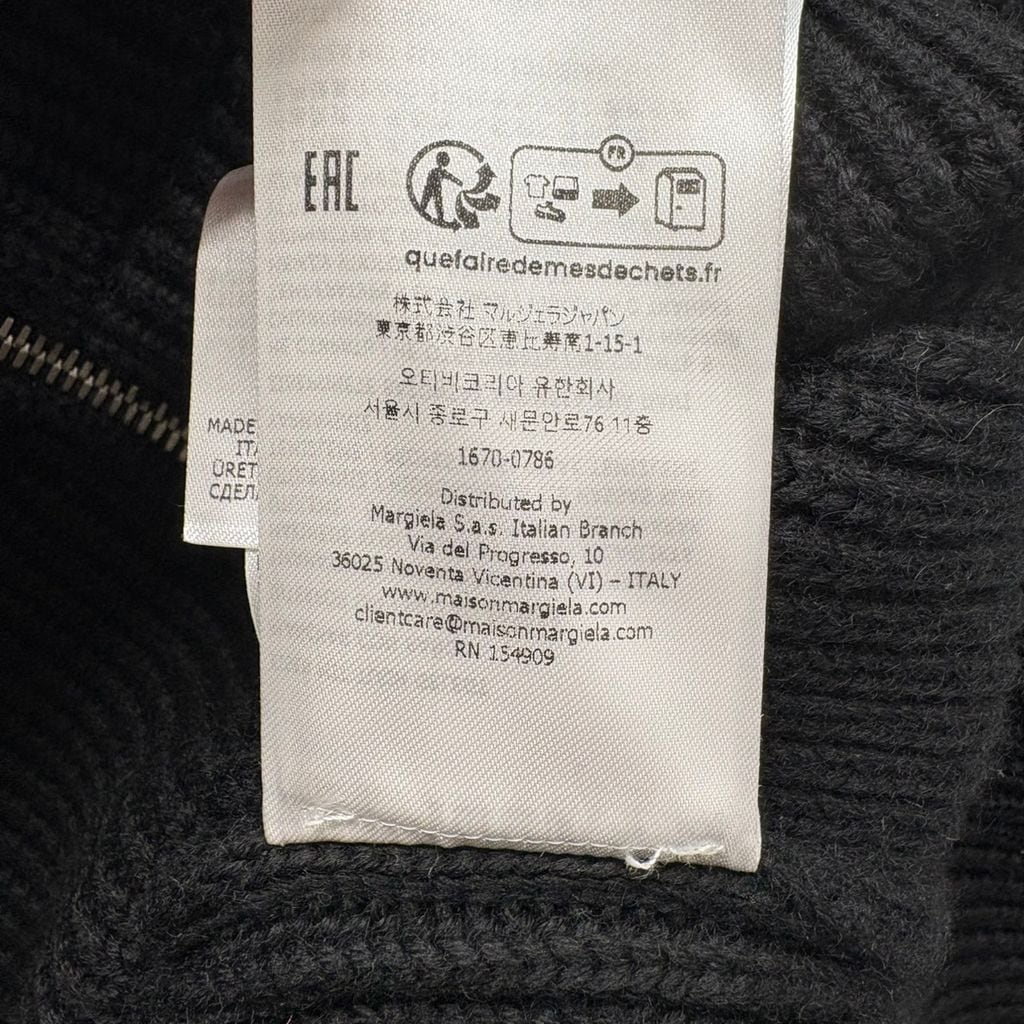 EAC
FR
quefairedemesdechets.fr
株式会社 マルジェラジャパン
東京都渋谷区恵比寿南1-15-1
오티비코리아 유한회사
서울시 종로구 새문안로76 11층
1670-0786
Distributed by
Margiela S.a.s. Italian Branch
Via del Progresso, 10
36025 Noventa Vicentina (VI) – ITALY
www.maisonmargiela.com
clientcare@maisonmargiela.com
RN 154909
MADE
ITA
ÜRET
СДЕЛА